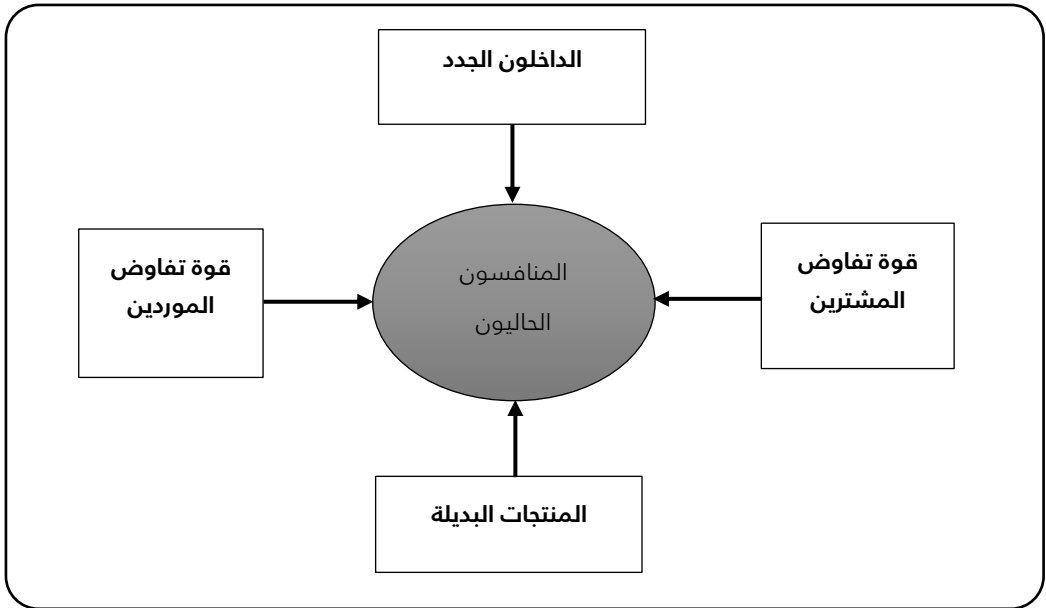 الداخلون الجدد
قوة تفاوض
المشترين
المنافسون
الحاليون
قوة تفاوض
الموردين
المنتجات البديلة